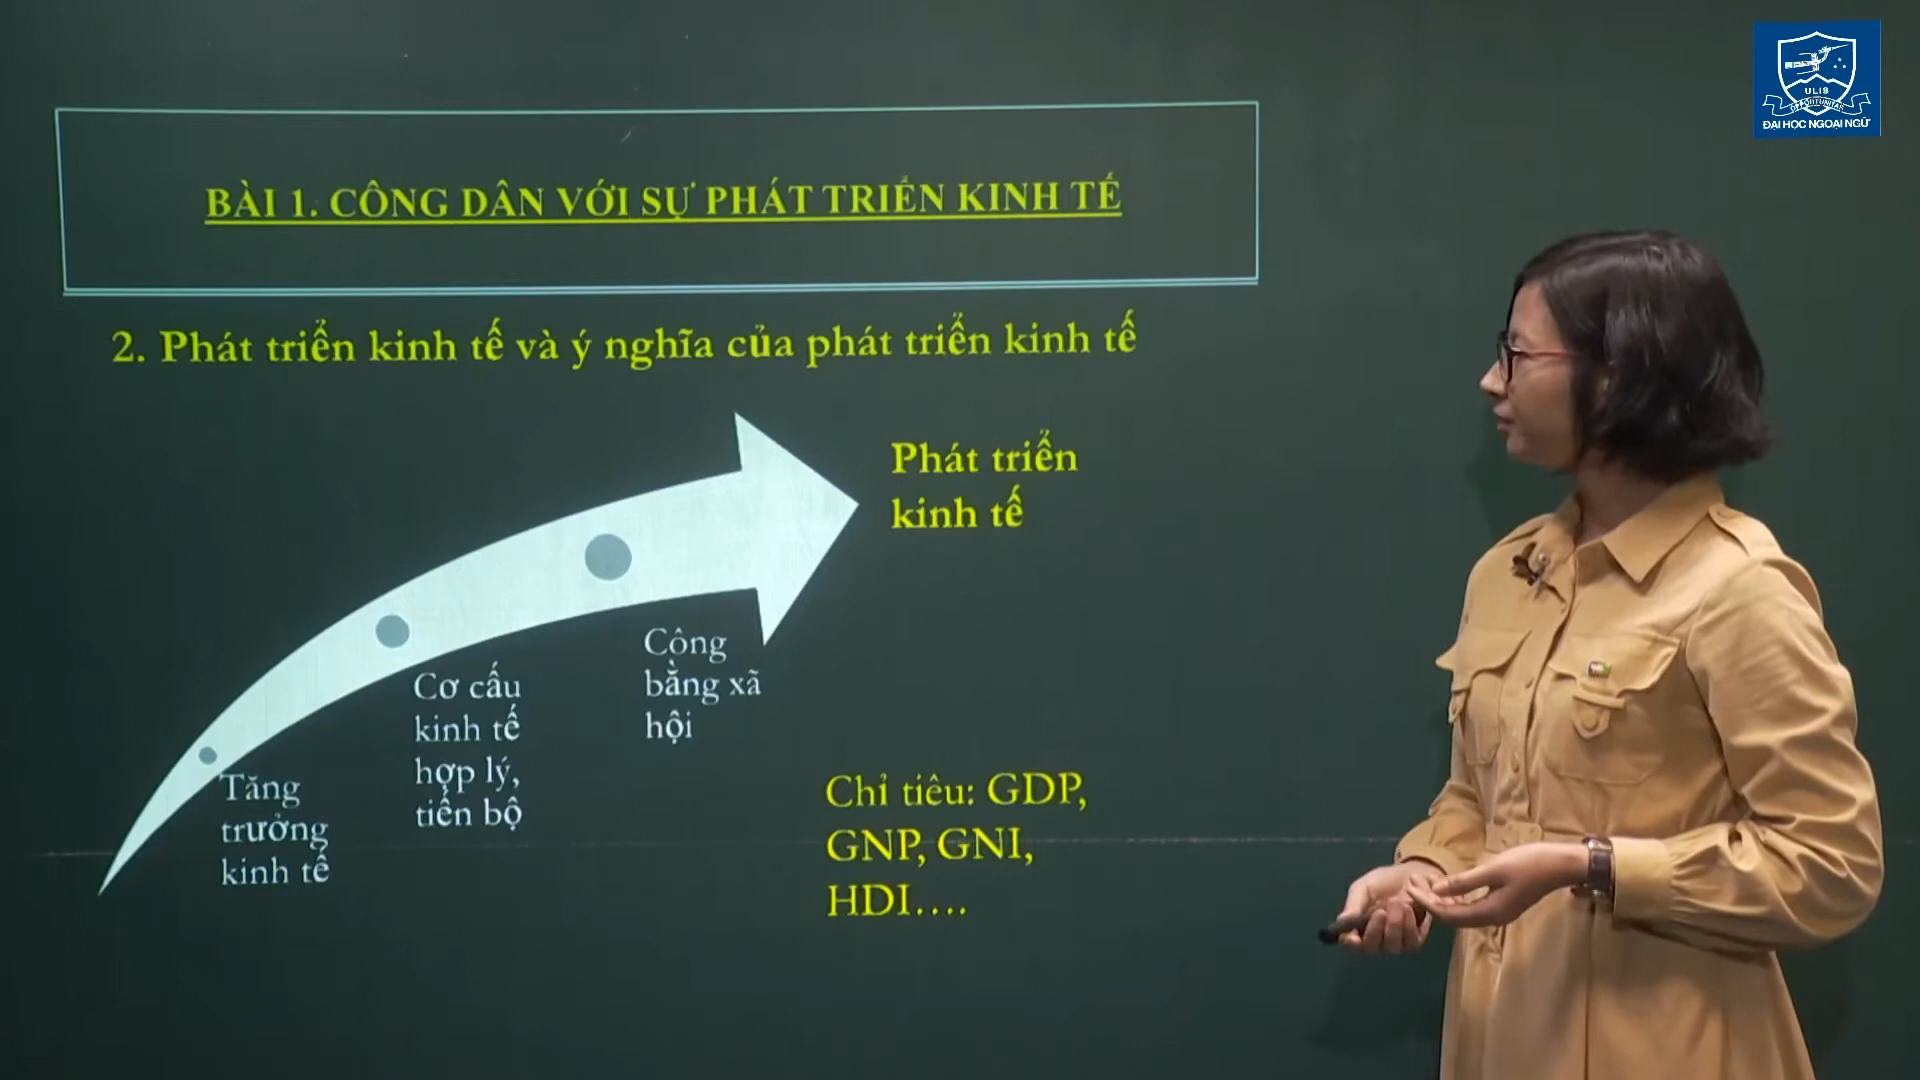 ULIS
ĐẠI HỌC NGOẠI NGỮ
BÀI 1. CÔNG DÂN VỚI SỰ PHÁT TRIỂN KINH TẾ
2. Phát triển kinh tế và ý nghĩa của phát triển kinh tế
Phát triển
kinh tế
Công
bằng xã
hội
Cơ cấu
kinh tế
hợp lý,
tiến bộ
Tăng
trưởng
kinh tế
Chỉ tiêu: GDP,
GNP, GNI,
HDI....